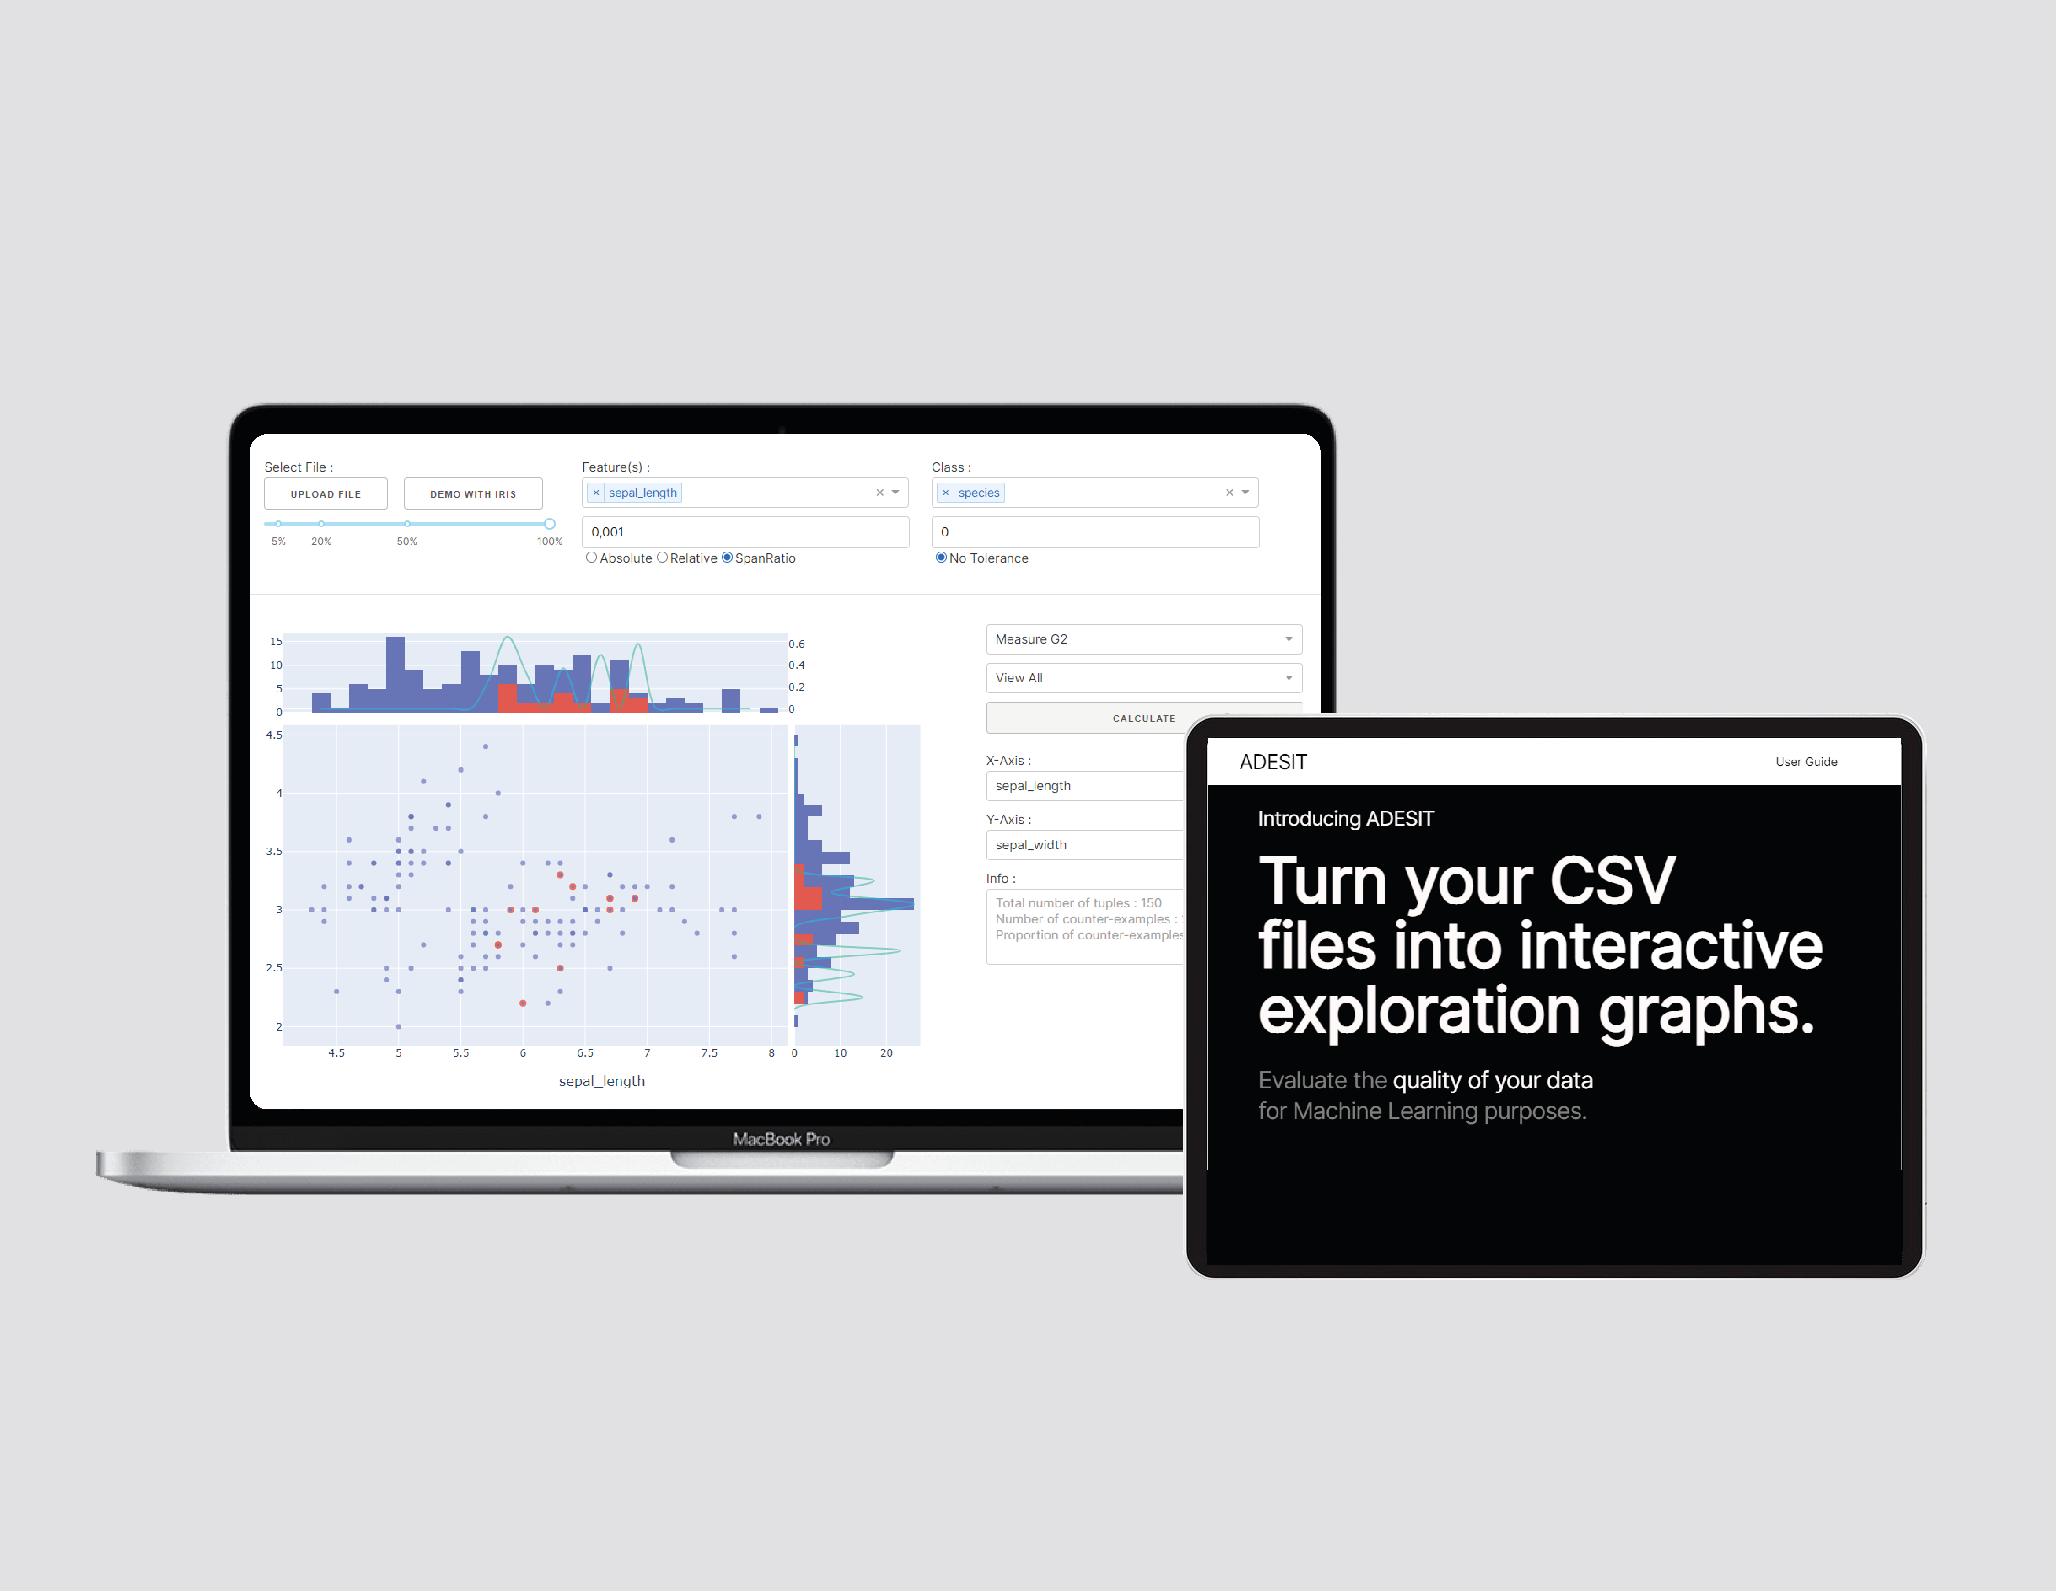 Select File :
UPLOAD FILE
DEMO WITH IRIS
5% 20% 50% 100%
Feature(s) :
× sepal_length
0,001
Absolute Relative SpanRatio
Class :
× species
0
No Tolerance
15
10
5
0
0.6
0.4
0.2
0
4.5
4
3.5
3
2.5
2
4.5 5 5.5 6 6.5 7 7.5 8
0 10 20
sepal_length
Measure G2
View All
CALCULATE
X-Axis :
sepal_length
Y-Axis :
sepal_width
Info :
Total number of tuples : 150
Number of counter-examples :
Proportion of counter-examples
MacBook Pro
ADESIT
User Guide
Introducing ADESIT
Turn your CSV
files into interactive
exploration graphs.
Evaluate the quality of your data
for Machine Learning purposes.